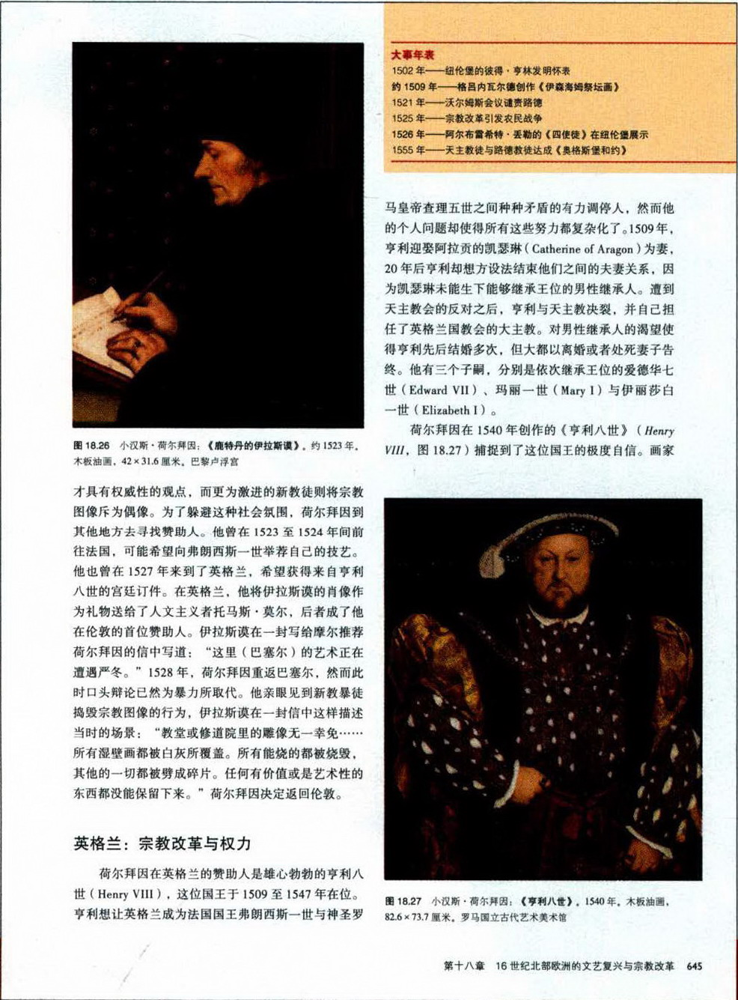 大事年表
1502 年——纽伦堡的彼得·亨林发明怀表
约 1509 年——格吕内瓦尔德创作《伊森海姆祭坛画》
1521 年——沃尔姆斯会议谴责路德
1525 年——宗教改革引发农民战争
1526 年——阿尔布雷希特·丢勒的《四使徒》在纽伦堡展示
1555 年——天主教徒与路德教徒达成《奥格斯堡和约》
图 18.26 小汉斯·荷尔拜因：《鹿特丹的伊拉斯谟》。约 1523 年。
木板油画，42×31.6 厘米。巴黎卢浮宫
才具有权威性的观点，而更为激进的新教徒则将宗教
图像斥为偶像。为了躲避这种社会氛围，荷尔拜因到
其他地方去寻找赞助人。他曾在 1523 至 1524 年间前
往法国，可能希望向弗朗西斯一世举荐自己的技艺。
他也曾在 1527 年来到了英格兰，希望获得来自亨利
八世的宫廷订件。在英格兰，他将伊拉斯谟的肖像作
为礼物送给了人文主义者托马斯·莫尔，后者成了他
在伦敦的首位赞助人。伊拉斯谟在一封写给摩尔推荐
荷尔拜因的信中写道：“这里（巴塞尔）的艺术正在
遭遇严冬。”1528 年，荷尔拜因重返巴塞尔，然而此
时口头辩论已然为暴力所取代。他亲眼见到新教暴徒
捣毁宗教图像的行为，伊拉斯谟在一封信中这样描述
当时的场景：“教堂或修道院里的雕像无一幸免……
所有湿壁画都被白灰所覆盖。所有能烧的都被烧毁，
其他的一切都被劈成碎片。任何有价值或是艺术性的
东西都没能保留下来。”荷尔拜因决定返回伦敦。
英格兰：宗教改革与权力
荷尔拜因在英格兰的赞助人是雄心勃勃的亨利八
世（Henry VIII），这位国王于 1509 至 1547 年在位。
亨利想让英格兰成为法国国王弗朗西斯一世与神圣罗
马皇帝查理五世之间种种矛盾的有力调停人，然而他
的个人问题却使得所有这些努力都复杂化了。1509 年，
亨利迎娶阿拉贡的凯瑟琳（Catherine of Aragon）为妻，
20 年后亨利却想方设法结束他们之间的夫妻关系，因
为凯瑟琳未能生下能够继承王位的男性继承人。遭到
天主教会的反对之后，亨利与天主教决裂，并自己担
任了英格兰国教会的大主教。对男性继承人的渴望使
得亨利先后结婚多次，但大都以离婚或者处死妻子告
终。他有三个子嗣，分别是依次继承王位的爱德华七
世（Edward VII）、玛丽一世（Mary I）与伊丽莎白
一世（Elizabeth I）。
荷尔拜因在 1540 年创作的《亨利八世》（Henry
VIII，图 18.27）捕捉到了这位国王的极度自信。画家
图 18.27 小汉斯·荷尔拜因：《亨利八世》。1540 年。木板油画，
82.6×73.7 厘米。罗马国立古代艺术美术馆
第十八章 16 世纪北部欧洲的文艺复兴与宗教改革 645